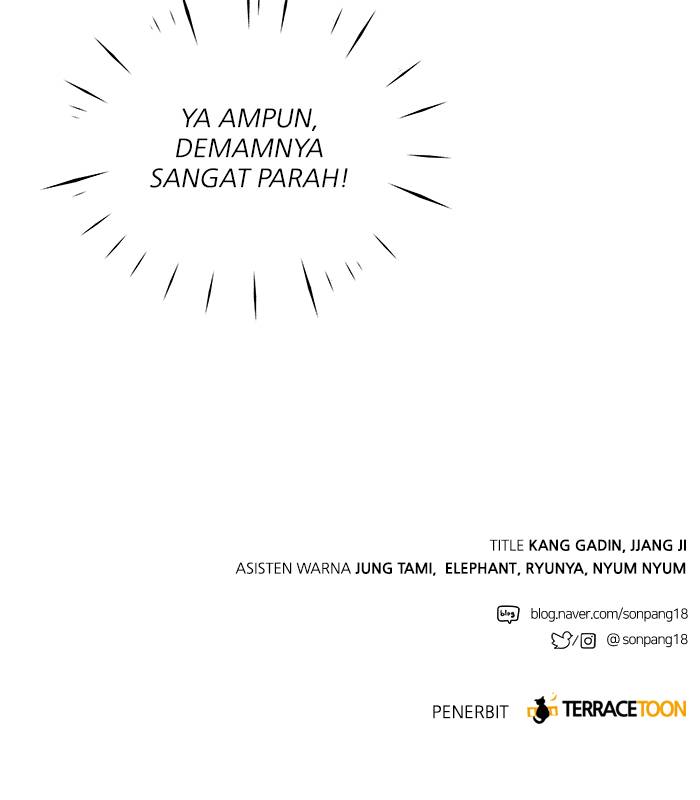 YA AMPUN,
DEMAMNYA
SANGAT PARAH!
TITLE KANG GADIN, JJANG JI
ASISTEN WARNA JUNG TAMI, ELEPHANT, RYUNYA, NYUM NYUM
blog blog.naver.com/sonpang18
/ @sonpang18
PENERBIT TERRACETOON